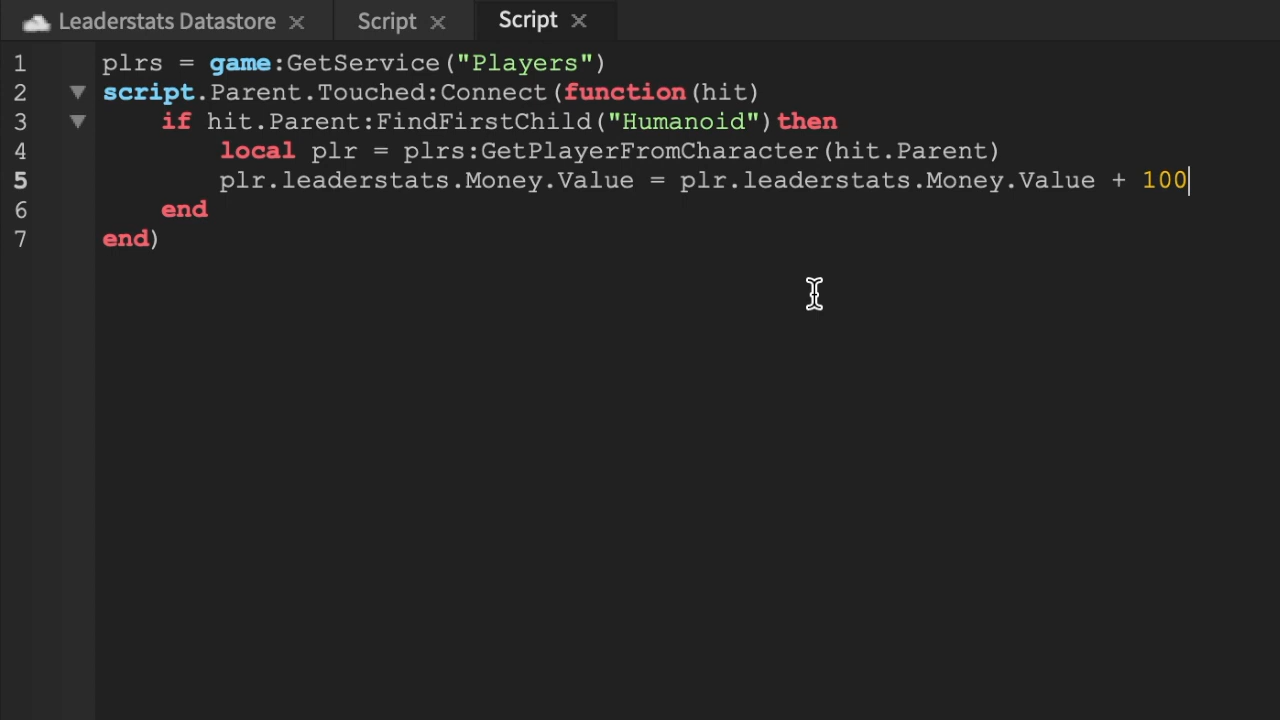 Leaderstats Datastore × Script × Script ×
1 plrs = game:GetService("Players")
2 script.Parent.Touched:Connect(function(hit)
3 if hit.Parent:FindFirstChild("Humanoid")then
4 local plr = plrs:GetPlayerFromCharacter(hit.Parent)
5 plr.leaderstats.Money.Value = plr.leaderstats.Money.Value + 100
6 end
7 end)